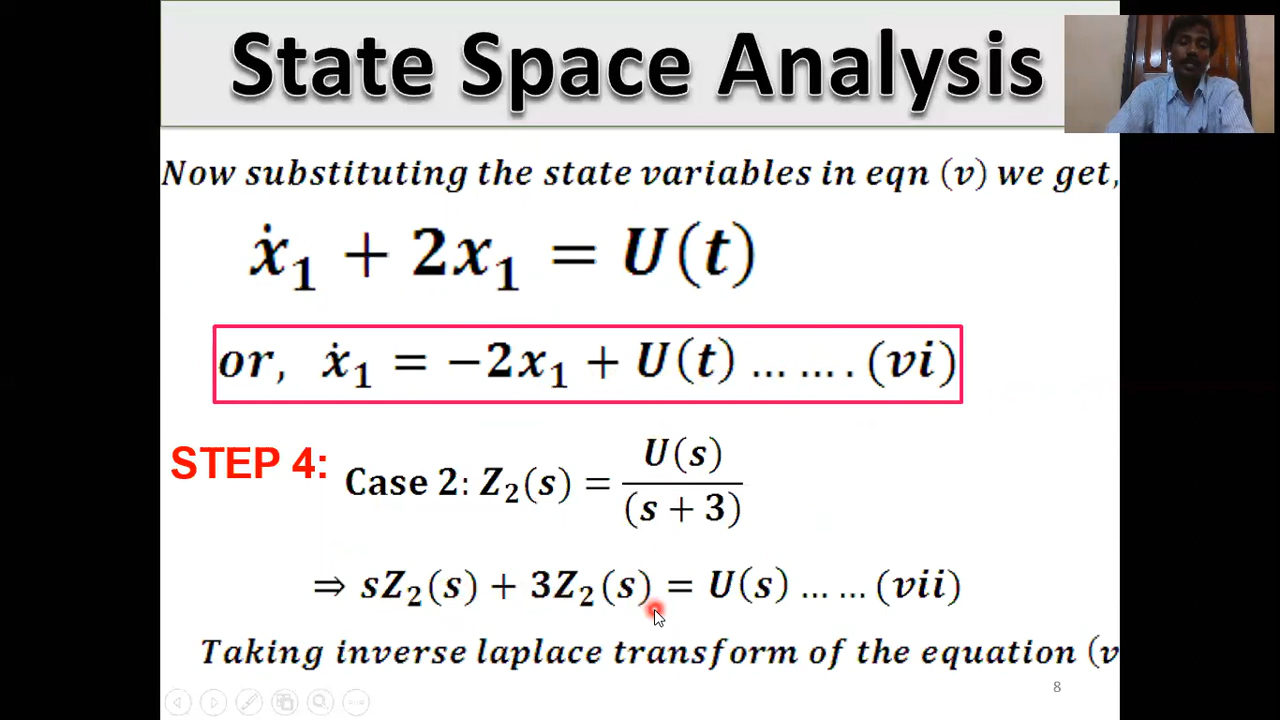 State Space Analysis
Now substituting the state variables in eqn (v) we get,
ẋ₁ + 2x₁ = U(t)
or, ẋ₁ = −2x₁ + U(t) … … . (vi)
STEP 4: Case 2: Z₂(s) = U(s)/(s + 3)
⇒ sZ₂(s) + 3Z₂(s) = U(s) … … (vii)
Taking inverse laplace transform of the equation (v
8